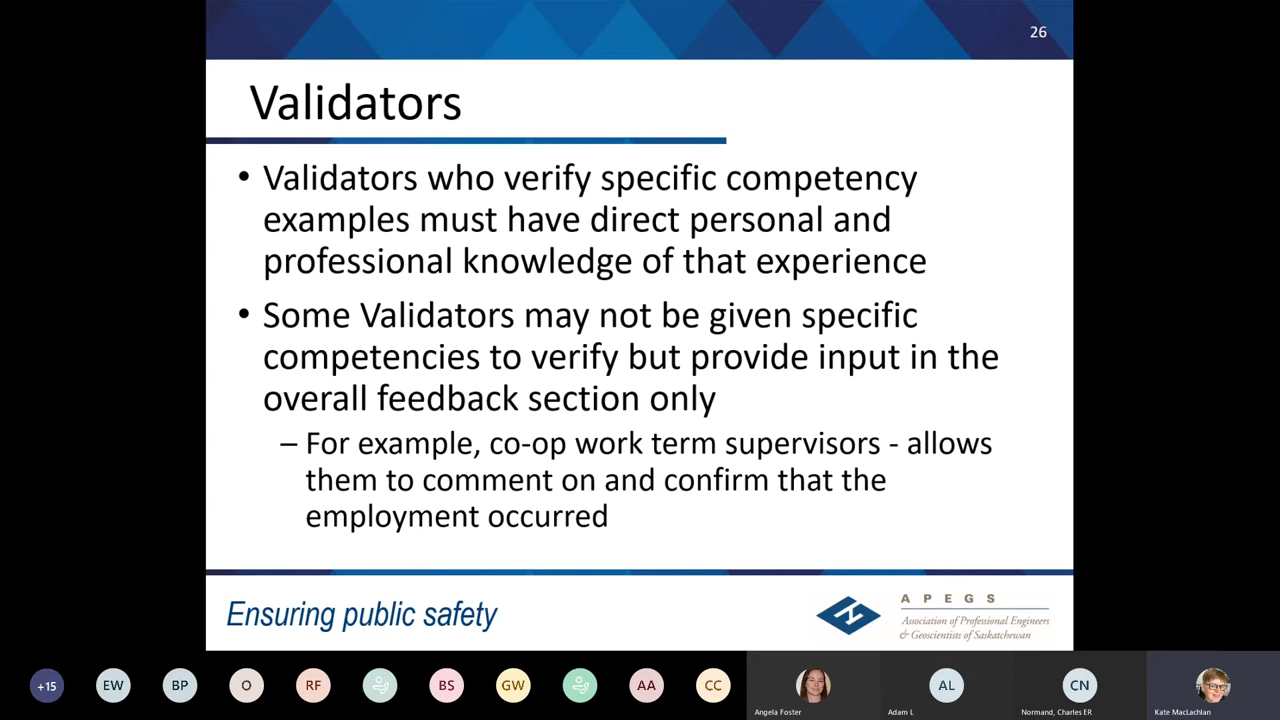 26
Validators
• Validators who verify specific competency
examples must have direct personal and
professional knowledge of that experience
• Some Validators may not be given specific
competencies to verify but provide input in the
overall feedback section only
– For example, co-op work term supervisors - allows
them to comment on and confirm that the
employment occurred
Ensuring public safety
A P E G S
Association of Professional Engineers
& Geoscientists of Saskatchewan
+15 EW BP O RF BS GW AA CC AL CN
Angela Foster Adam L Normand, Charles ER Kate MacLachlan